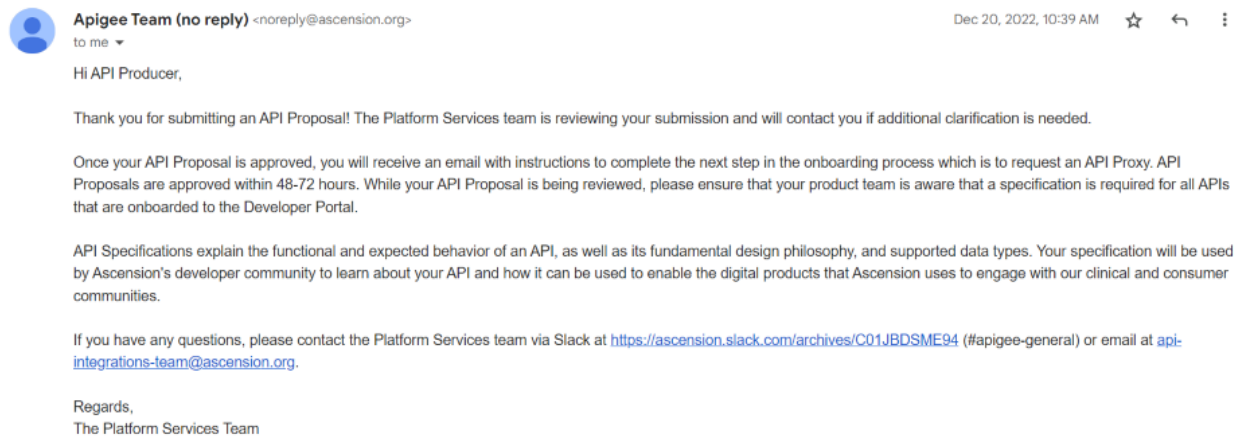 Apigee Team (no reply) <noreply@ascension.org>
Dec 20, 2022, 10:39 AM
to me
Hi API Producer,
Thank you for submitting an API Proposal! The Platform Services team is reviewing your submission and will contact you if additional clarification is needed.
Once your API Proposal is approved, you will receive an email with instructions to complete the next step in the onboarding process which is to request an API Proxy. API
Proposals are approved within 48-72 hours. While your API Proposal is being reviewed, please ensure that your product team is aware that a specification is required for all APIs
that are onboarded to the Developer Portal.
API Specifications explain the functional and expected behavior of an API, as well as its fundamental design philosophy, and supported data types. Your specification will be used
by Ascension's developer community to learn about your API and how it can be used to enable the digital products that Ascension uses to engage with our clinical and consumer
communities.
If you have any questions, please contact the Platform Services team via Slack at https://ascension.slack.com/archives/C01JBDSME94 (#apigee-general) or email at api-
integrations-team@ascension.org.
Regards,
The Platform Services Team